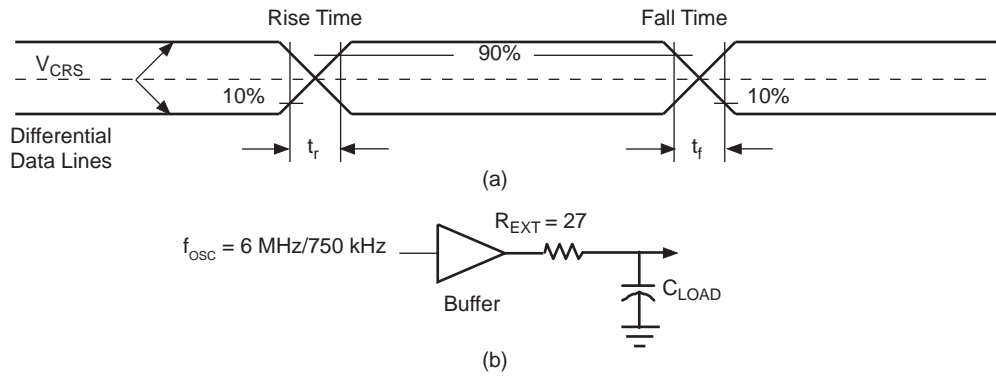 Rise Time
Fall Time
V_CRS
90%
10%
10%
Differential
Data Lines
t_r
t_f
(a)
R_EXT = 27
f_OSC = 6 MHz/750 kHz
C_LOAD
Buffer
(b)